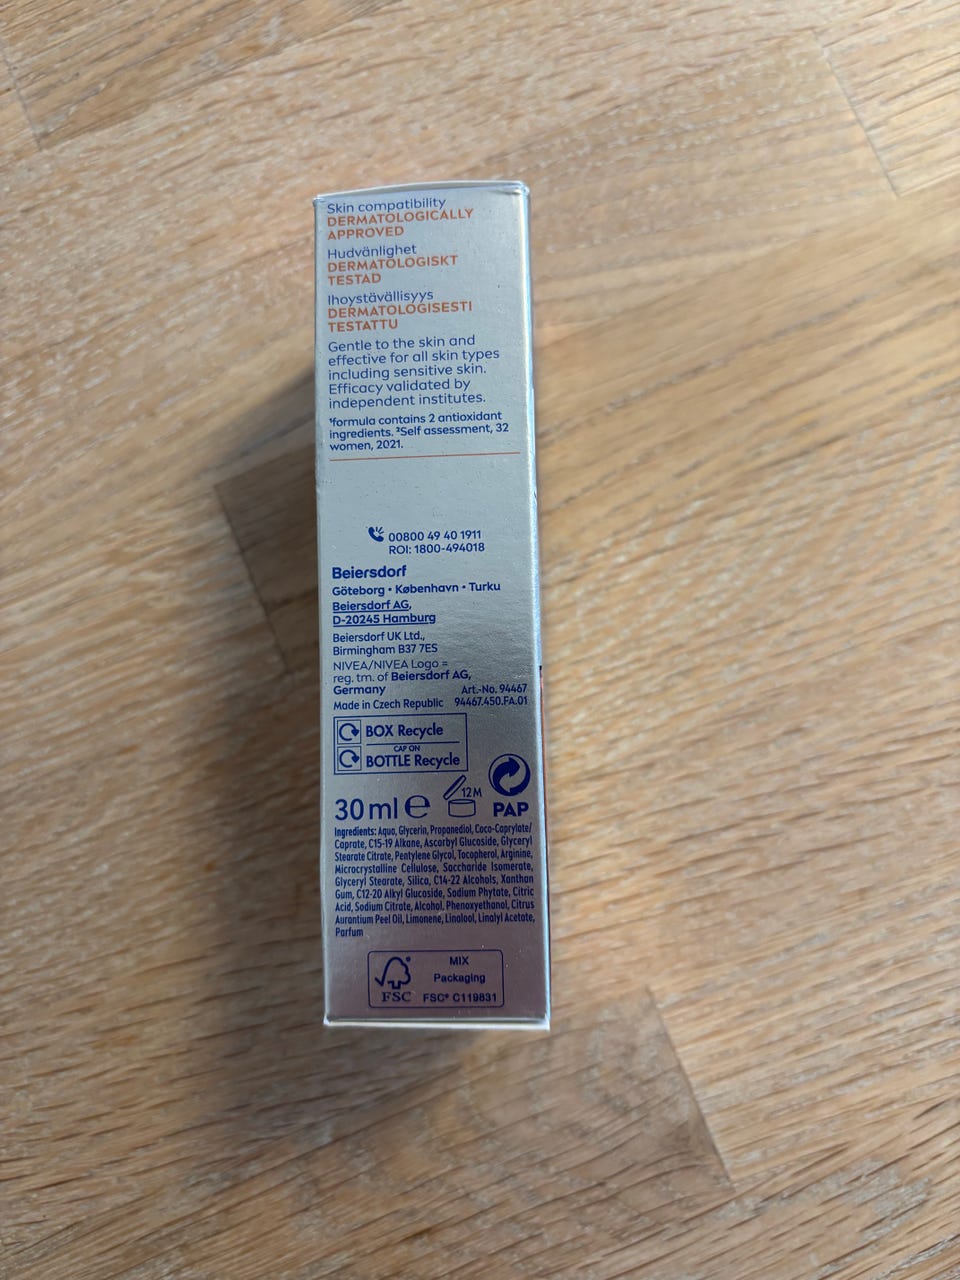 Skin compatibility
DERMATOLOGICALLY
APPROVED
Hudvänlighet
DERMATOLOGISKT
TESTAD
Ihoystävällisyys
DERMATOLOGISESTI
TESTATTU
Gentle to the skin and
effective for all skin types
including sensitive skin.
Efficacy validated by
independent institutes.
¹formula contains 2 antioxidant
ingredients. ²Self assessment, 32
women, 2021.
00800 49 40 1911
ROI: 1800-494018
Beiersdorf
Göteborg • København • Turku
Beiersdorf AG,
D-20245 Hamburg
Beiersdorf UK Ltd.,
Birmingham B37 7ES
NIVEA/NIVEA Logo =
reg. tm. of Beiersdorf AG,
Germany Art.-No. 94467
Made in Czech Republic 94467.450.FA.01
BOX Recycle
CAP ON
BOTTLE Recycle
30 ml e 12 M PAP
Ingredients: Aqua, Glycerin, Propanediol, Coco-Caprylate/
Caprate, C15-19 Alkane, Ascorbyl Glucoside, Glyceryl
Stearate Citrate, Pentylene Glycol, Tocopherol, Arginine,
Microcrystalline Cellulose, Saccharide Isomerate,
Glyceryl Stearate, Silica, C14-22 Alcohols, Xanthan
Gum, C12-20 Alkyl Glucoside, Sodium Phytate, Citric
Acid, Sodium Citrate, Alcohol, Phenoxyethanol, Citrus
Aurantium Peel Oil, Limonene, Linalool, Linalyl Acetate,
Parfum
FSC
MIX
Packaging
FSC® C119831